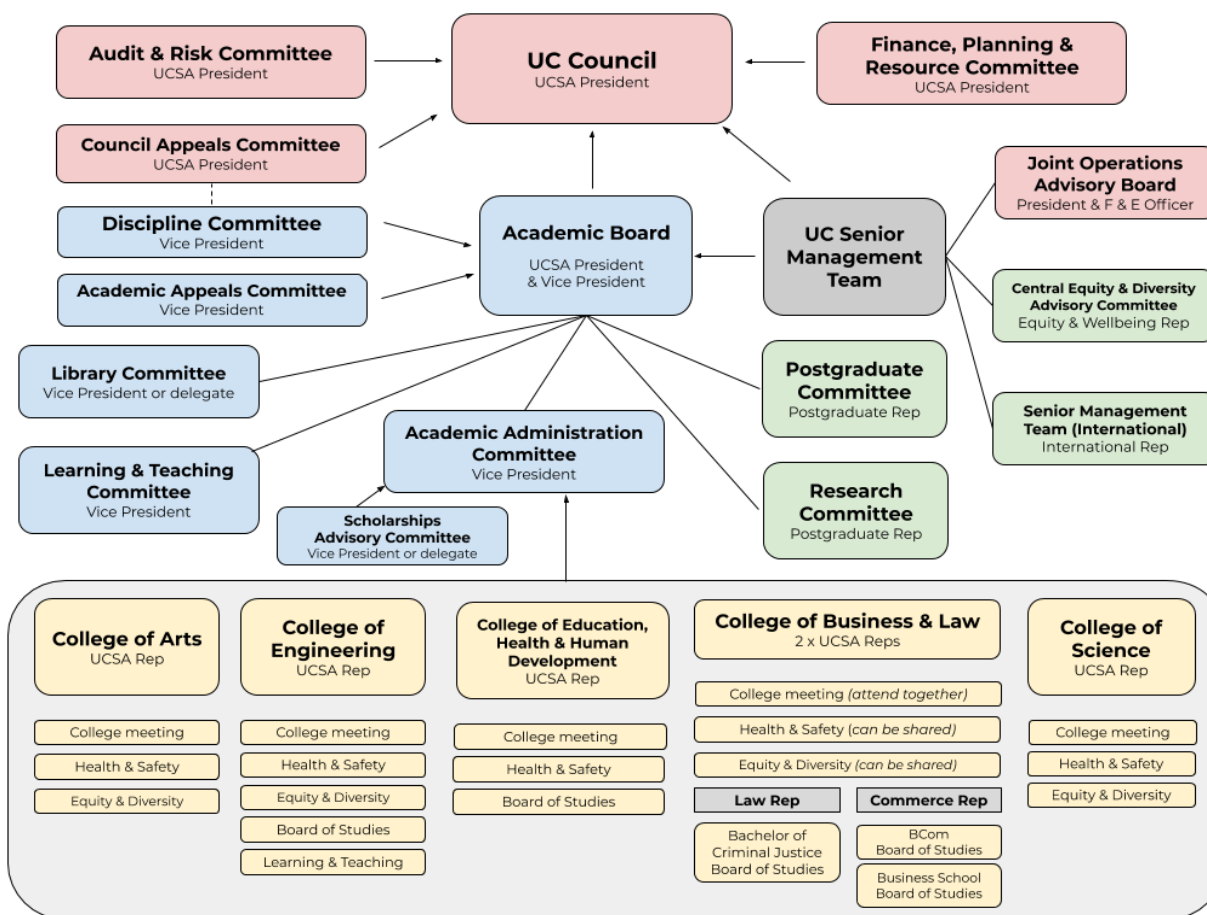 Audit & Risk Committee
UCSA President
UC Council
UCSA President
Finance, Planning &
Resource Committee
UCSA President
Council Appeals Committee
UCSA President
Joint Operations
Advisory Board
President & F & E Officer
Discipline Committee
Vice President
Academic Board
UCSA President
& Vice President
UC Senior
Management
Team
Academic Appeals Committee
Vice President
Central Equity & Diversity
Advisory Committee
Equity & Wellbeing Rep
Library Committee
Vice President or delegate
Postgraduate
Committee
Postgraduate Rep
Academic Administration
Committee
Vice President
Senior Management
Team (International)
International Rep
Learning & Teaching
Committee
Vice President
Research
Committee
Postgraduate Rep
Scholarships
Advisory Committee
Vice President or delegate
College of Arts
UCSA Rep
College meeting
Health & Safety
Equity & Diversity
College of
Engineering
UCSA Rep
College meeting
Health & Safety
Equity & Diversity
Board of Studies
Learning & Teaching
College of Education,
Health & Human
Development
UCSA Rep
College meeting
Health & Safety
Board of Studies
College of Business & Law
2 x UCSA Reps
College meeting (attend together)
Health & Safety (can be shared)
Equity & Diversity (can be shared)
Law Rep
Bachelor of
Criminal Justice
Board of Studies
Commerce Rep
BCom
Board of Studies
Business School
Board of Studies
College of
Science
UCSA Rep
College meeting
Health & Safety
Equity & Diversity